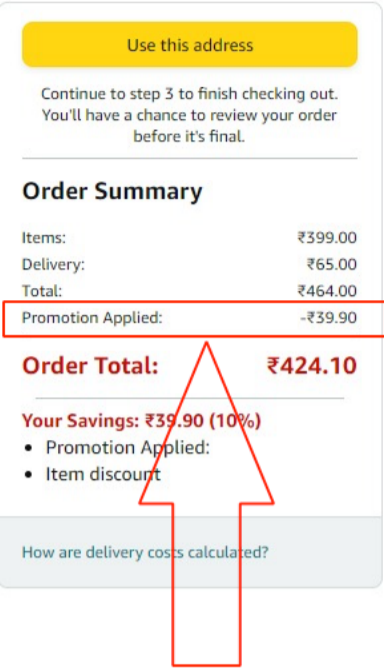 Use this address
Continue to step 3 to finish checking out.
You'll have a chance to review your order
before it's final.
Order Summary
Items: ₹399.00
Delivery: ₹65.00
Total: ₹464.00
Promotion Applied: -₹39.90
Order Total: ₹424.10
Your Savings: ₹39.90 (10%)
• Promotion Applied:
• Item discount
How are delivery costs calculated?